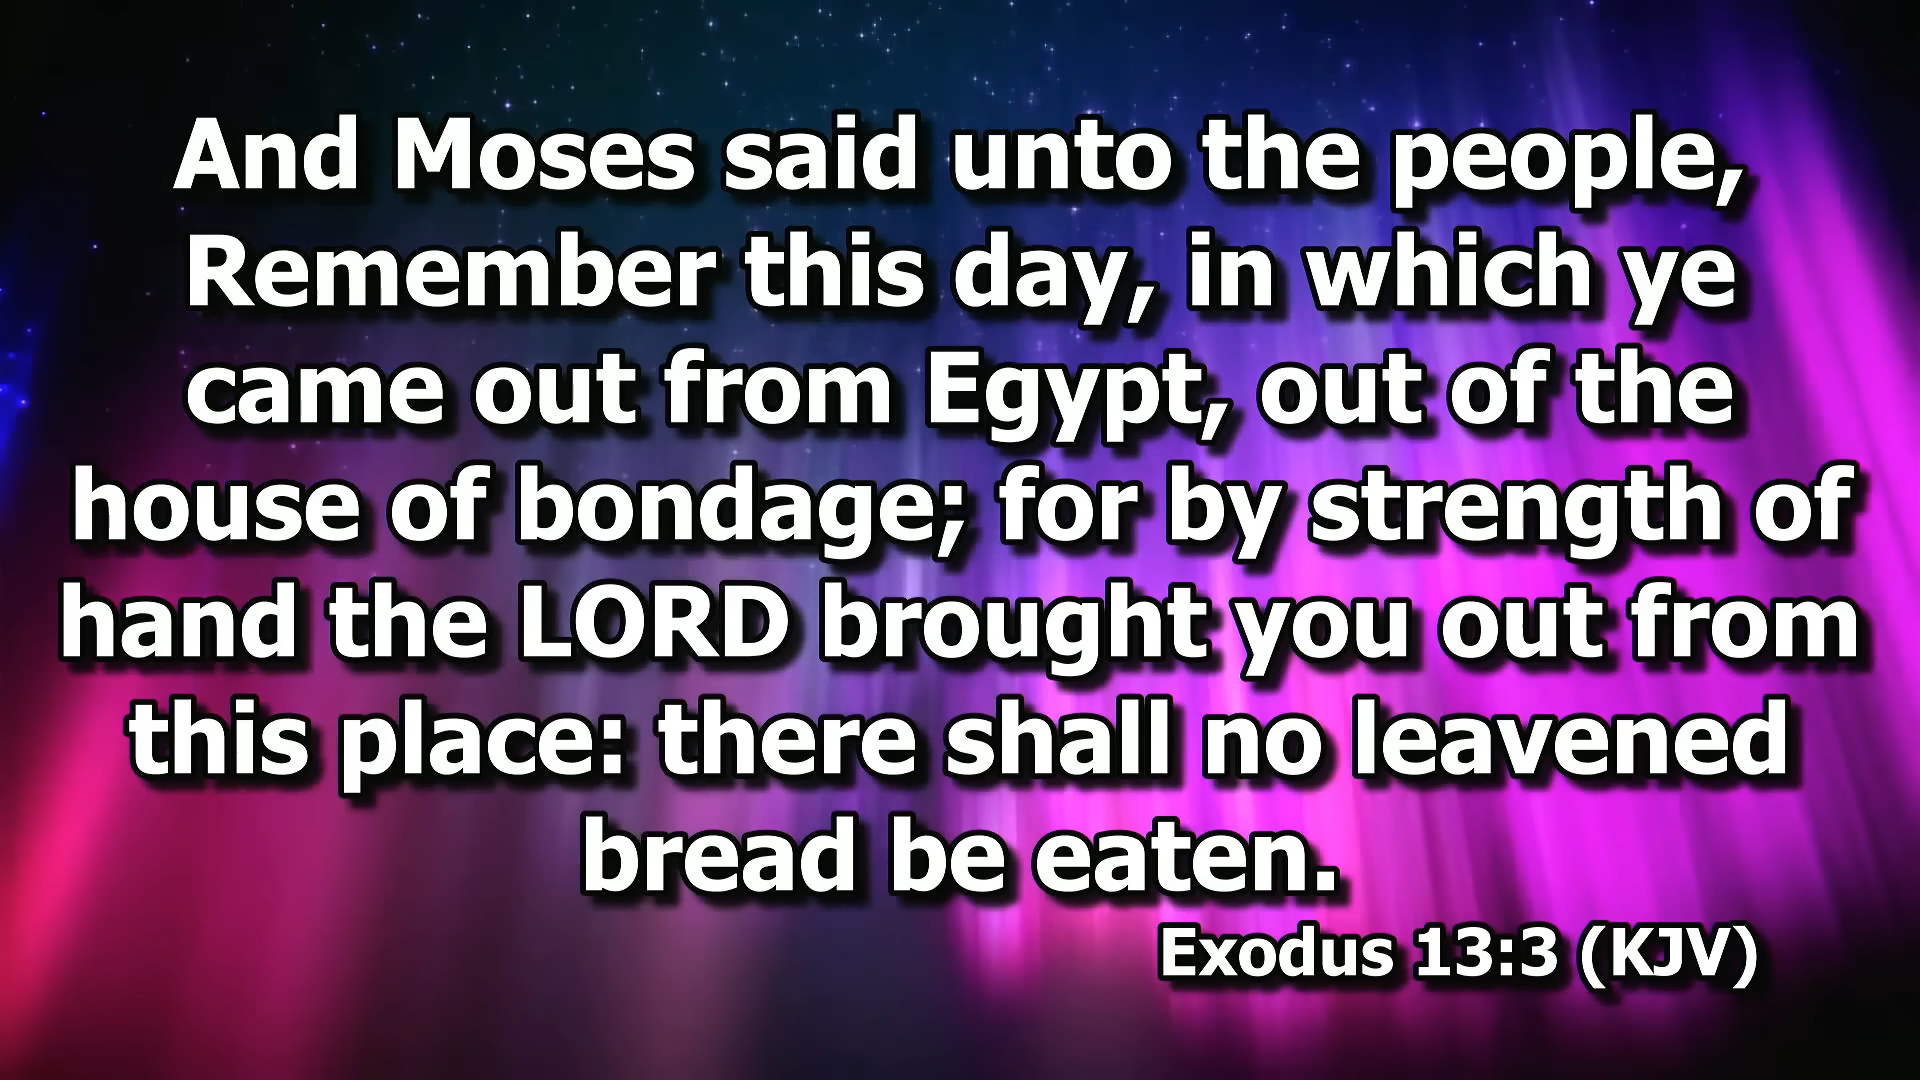 And Moses said unto the people,
Remember this day, in which ye
came out from Egypt, out of the
house of bondage; for by strength of
hand the LORD brought you out from
this place: there shall no leavened
bread be eaten.
Exodus 13:3 (KJV)